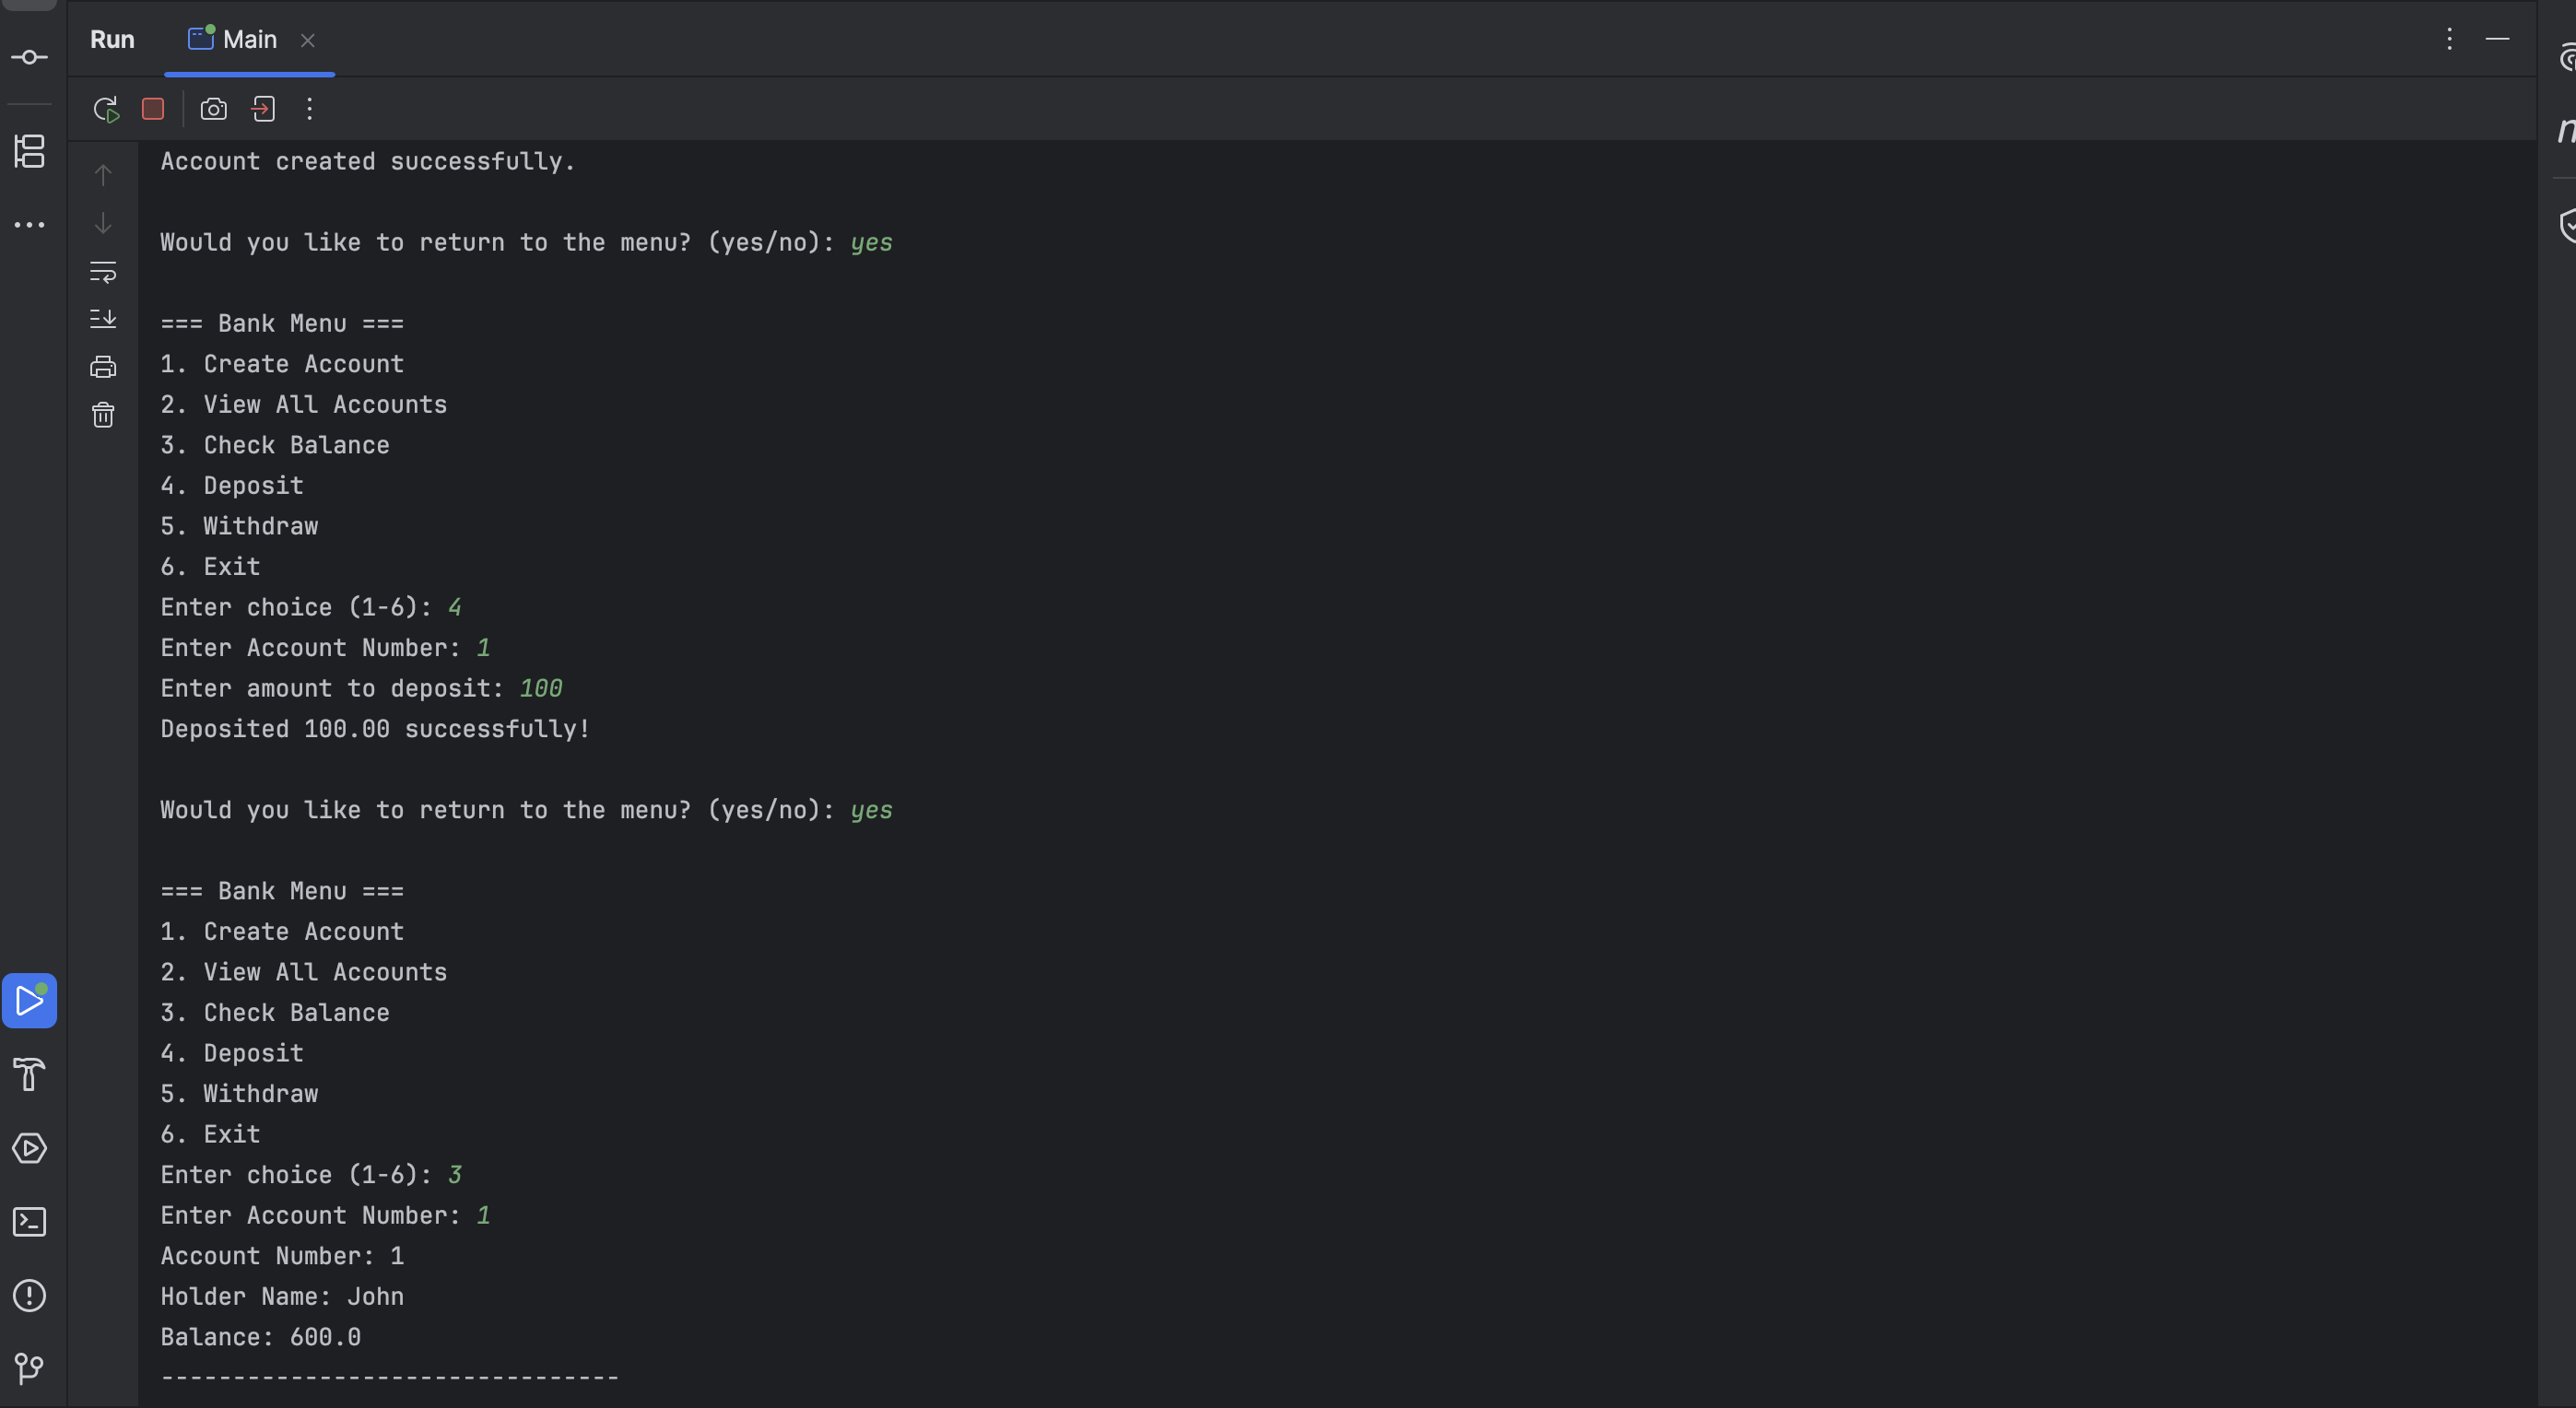 Run Main
Account created successfully.
Would you like to return to the menu? (yes/no): yes
=== Bank Menu ===
1. Create Account
2. View All Accounts
3. Check Balance
4. Deposit
5. Withdraw
6. Exit
Enter choice (1-6): 4
Enter Account Number: 1
Enter amount to deposit: 100
Deposited 100.00 successfully!
Would you like to return to the menu? (yes/no): yes
=== Bank Menu ===
1. Create Account
2. View All Accounts
3. Check Balance
4. Deposit
5. Withdraw
6. Exit
Enter choice (1-6): 3
Enter Account Number: 1
Account Number: 1
Holder Name: John
Balance: 600.0
--------------------------------